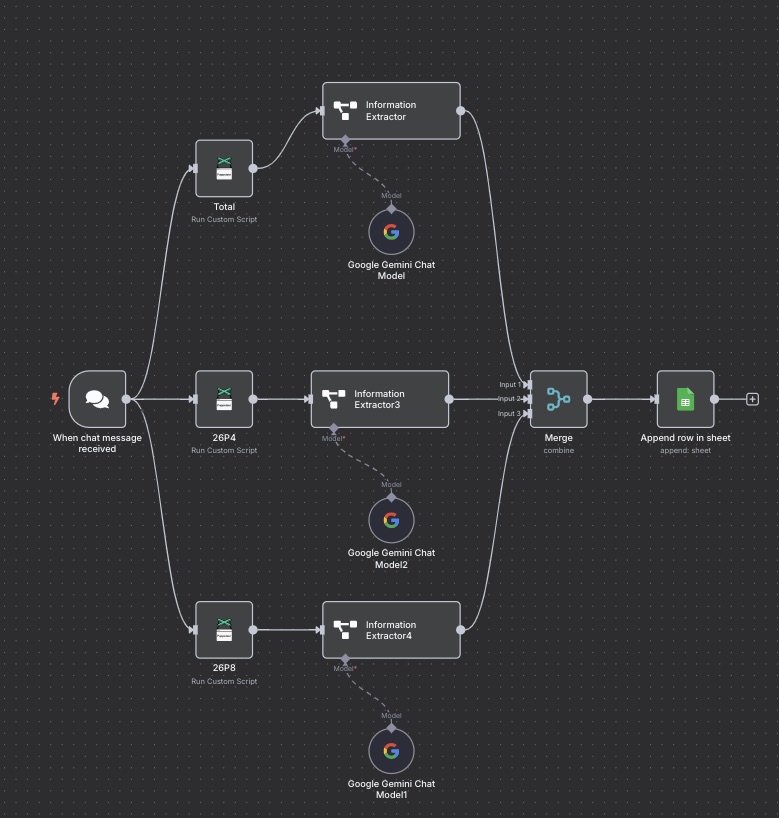 Information
Extractor
Model*
Total
Run Custom Script
Model
Google Gemini Chat
Model
When chat message
received
26P4
Run Custom Script
Information
Extractor3
Model*
Input 1
Input 2
Input 3
Merge
combine
Append row in sheet
append: sheet
Model
Google Gemini Chat
Model2
26P8
Run Custom Script
Information
Extractor4
Model*
Model
Google Gemini Chat
Model1